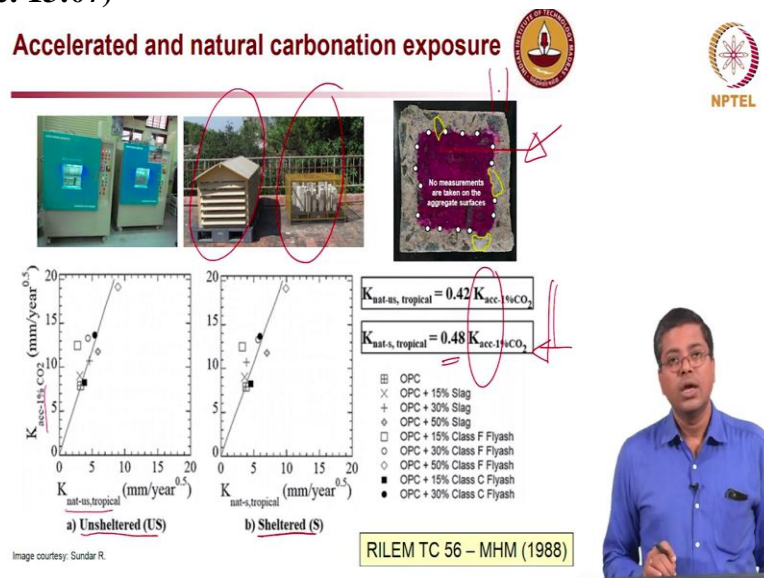 c. 15.07)
Accelerated and natural carbonation exposure
NPTEL
No measurements
are taken on the
aggregate surfaces
20
15
10
5
0
K acc-1% CO2 (mm/year^0.5)
0 5 10 15 20
K nat-us,tropical (mm/year^0.5)
a) Unsheltered (US)
20
15
10
5
0
0 5 10 15 20
K nat-s,tropical (mm/year^0.5)
b) Sheltered (S)
K nat-us, tropical = 0.42 K acc-1%CO2
K nat-s, tropical = 0.48 K acc-1%CO2
OPC
OPC + 15% Slag
OPC + 30% Slag
OPC + 50% Slag
OPC + 15% Class F Flyash
OPC + 30% Class F Flyash
OPC + 50% Class F Flyash
OPC + 15% Class C Flyash
OPC + 30% Class C Flyash
Image courtesy: Sundar R.
RILEM TC 56 – MHM (1988)